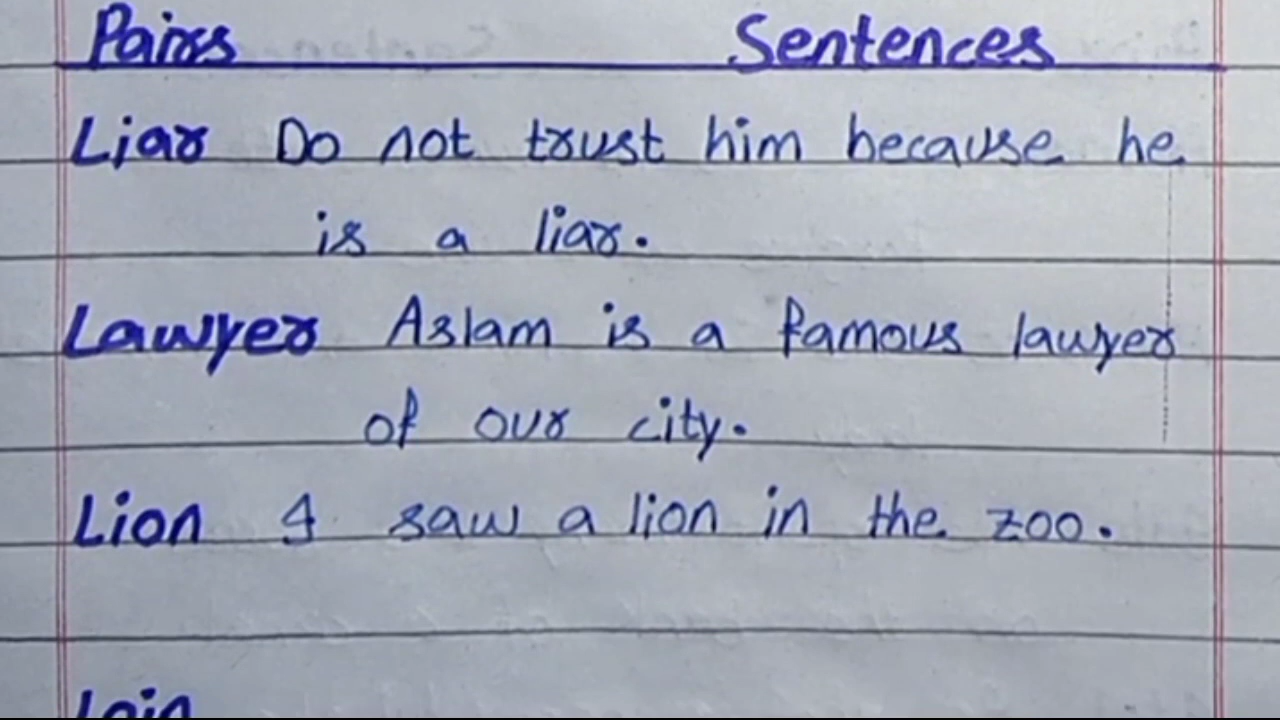 Pairs Sentences
Liar Do not trust him because he
is a liar.
Lawyer Aslam is a famous lawyer
of our city.
Lion I saw a lion in the zoo.
Loin